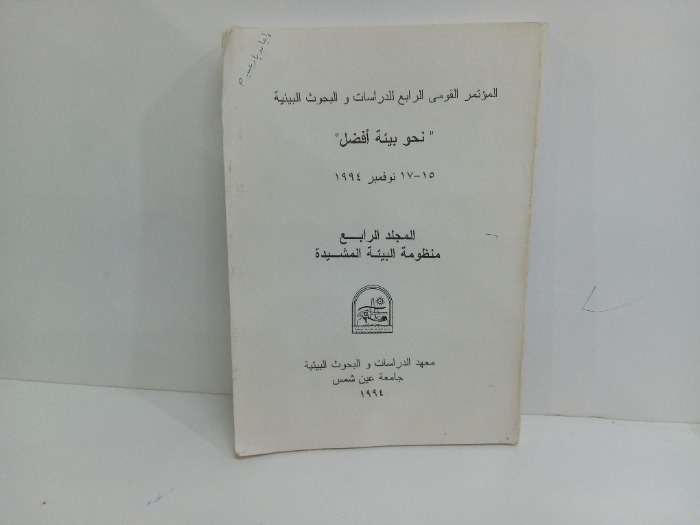 المؤتمر القومى الرابع للدراسات و البحوث البيئية
" نحو بيئة أفضل"
١٥-١٧ نوفمبر ١٩٩٤
المجلد الرابـــع
منظومة البيئـة المشـــيدة
معهد الدراسات و البحوث البيئية
جامعة عين شمس
١٩٩٤